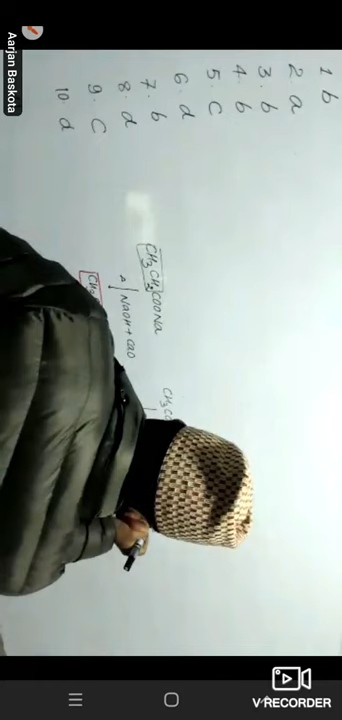 Aarjan Baskota
1. b
2. a
3. b
4. b
5. c
6. d
7. b
8. d
9. c
10. d
CH3CH2COONa
NaOH + CaO
V RECORDER